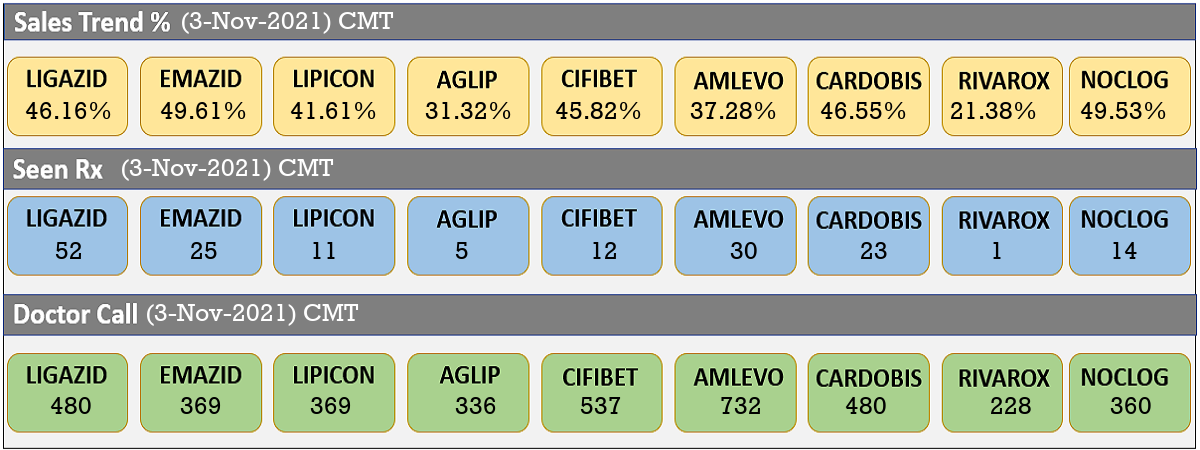 Sales Trend % (3-Nov-2021) CMT
LIGAZID EMAZID LIPICON AGLIP CIFIBET AMLEVO CARDOBIS RIVAROX NOCLOG
46.16% 49.61% 41.61% 31.32% 45.82% 37.28% 46.55% 21.38% 49.53%
Seen Rx (3-Nov-2021) CMT
LIGAZID EMAZID LIPICON AGLIP CIFIBET AMLEVO CARDOBIS RIVAROX NOCLOG
52 25 11 5 12 30 23 1 14
Doctor Call (3-Nov-2021) CMT
LIGAZID EMAZID LIPICON AGLIP CIFIBET AMLEVO CARDOBIS RIVAROX NOCLOG
480 369 369 336 537 732 480 228 360